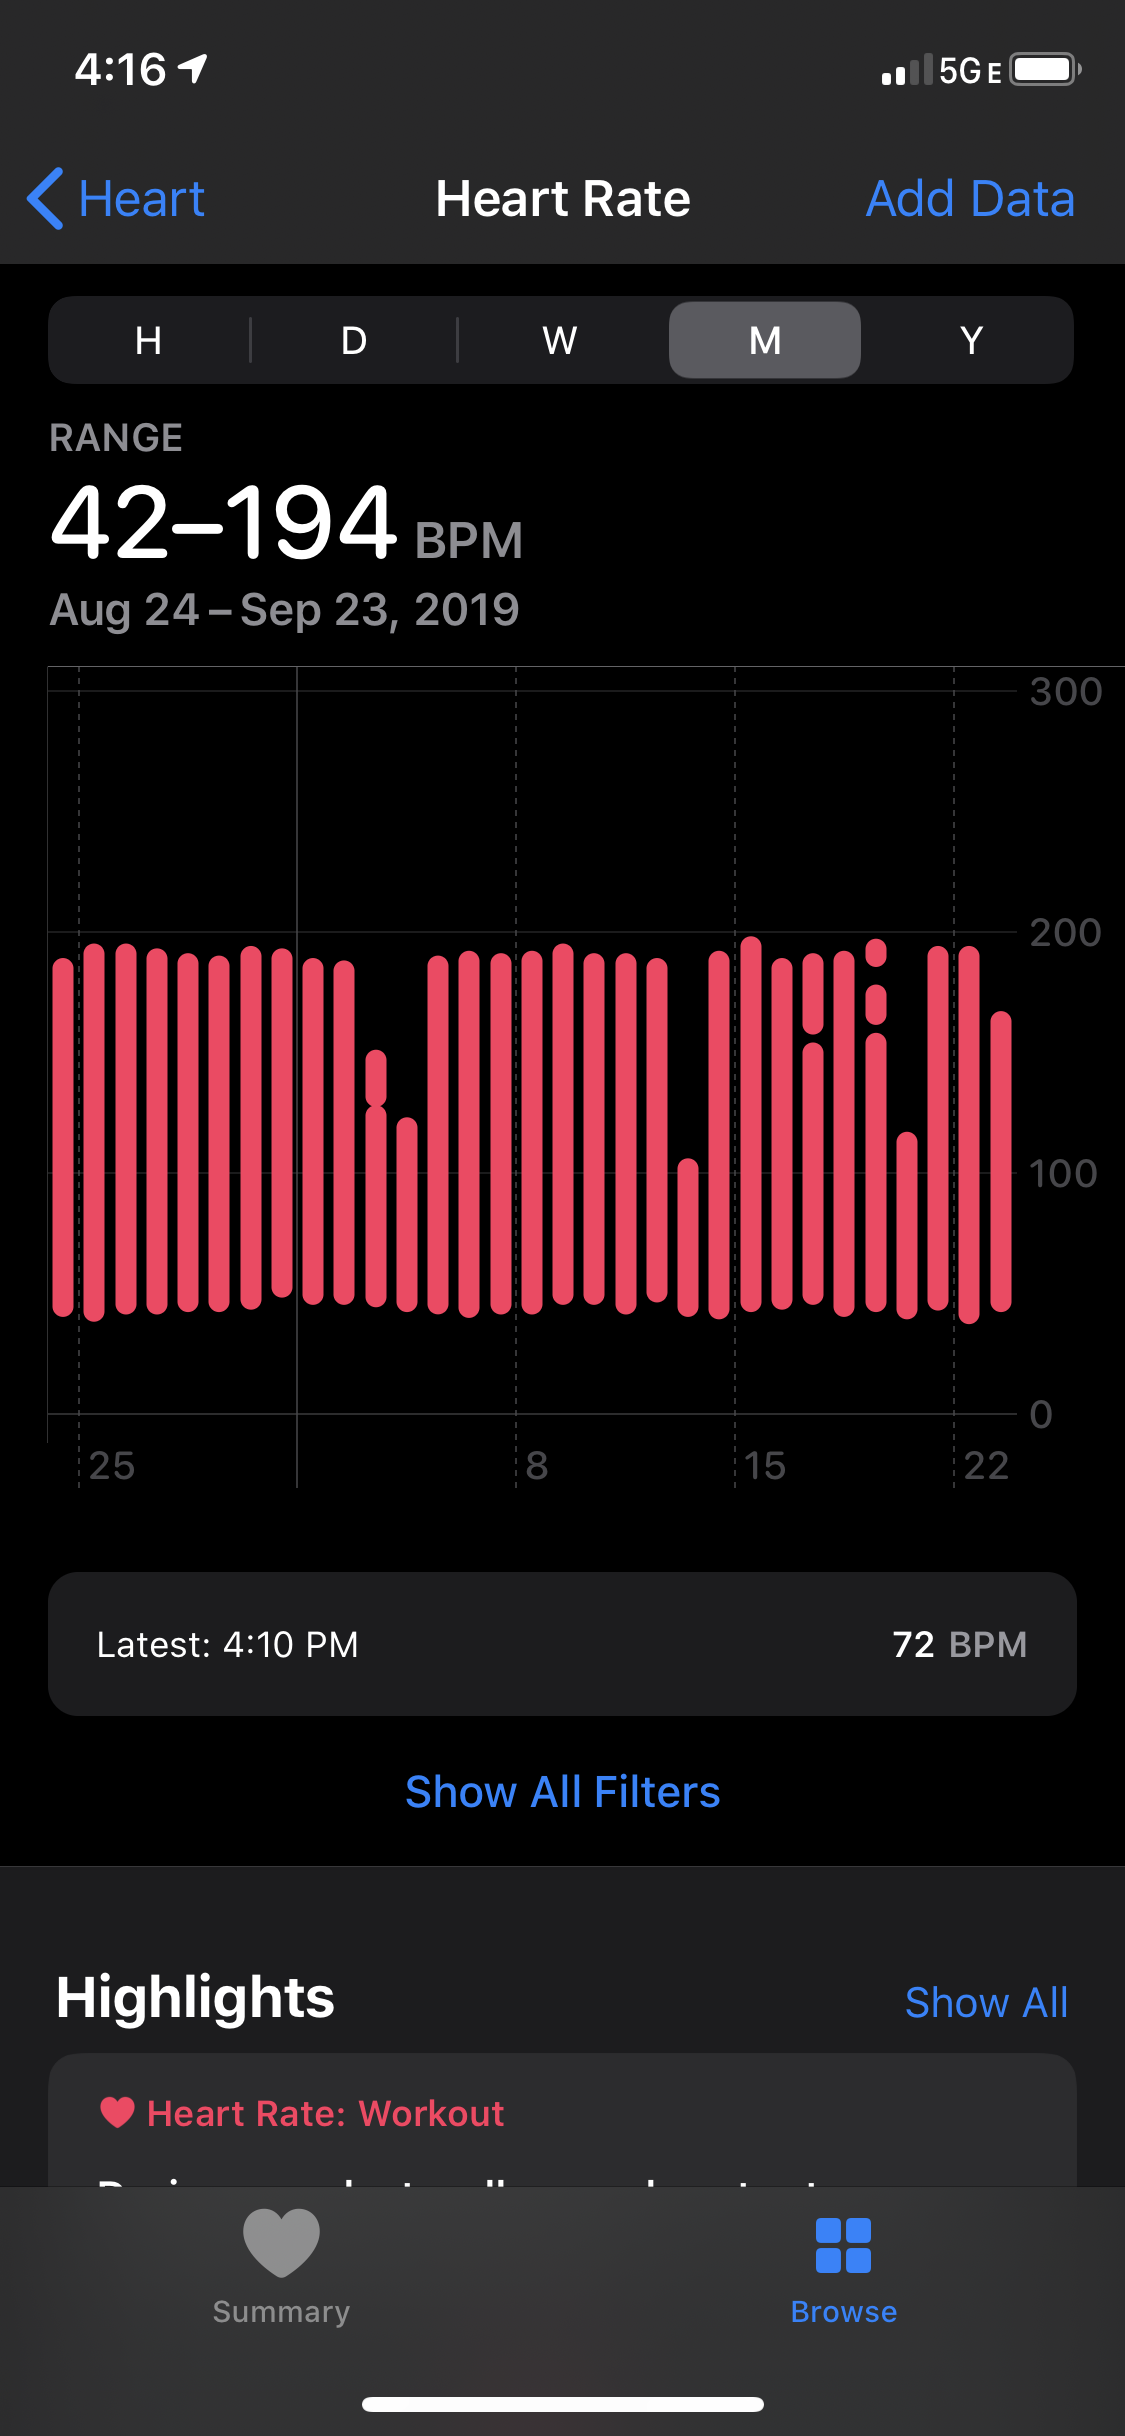 4:16
5G E
Heart
Heart Rate
Add Data
H D W M Y
RANGE
42–194 BPM
Aug 24 – Sep 23, 2019
300
200
100
0
25 8 15 22
Latest: 4:10 PM
72 BPM
Show All Filters
Highlights
Show All
Heart Rate: Workout
Summary
Browse